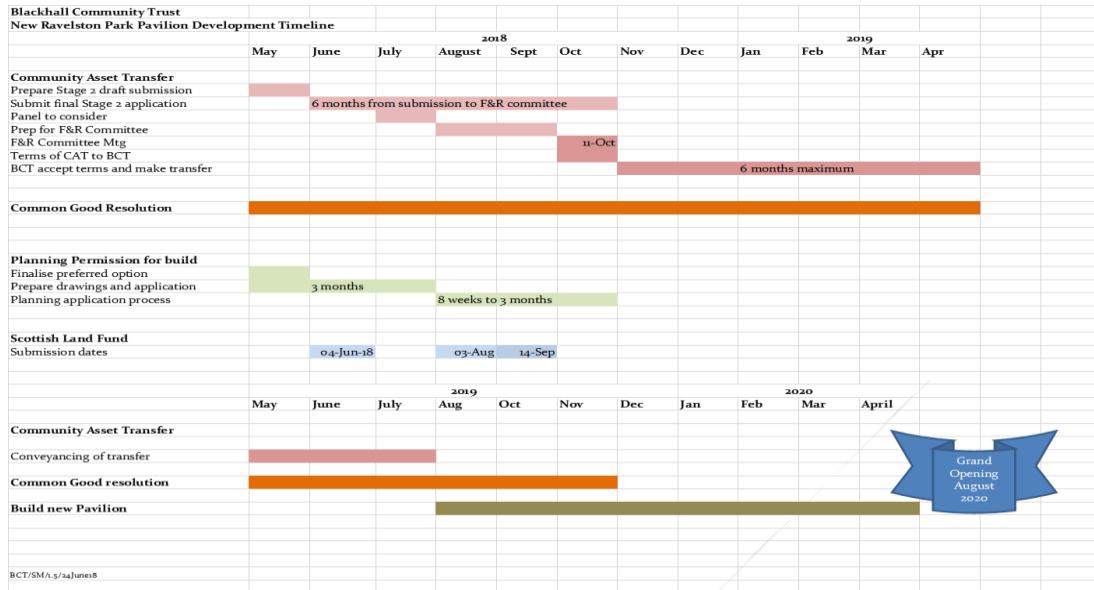 Blackhall Community Trust
New Ravelston Park Pavilion Development Timeline
2018 2019
May June July August Sept Oct Nov Dec Jan Feb Mar Apr
Community Asset Transfer
Prepare Stage 2 draft submission
Submit final Stage 2 application 6 months from submission to F&R committee
Panel to consider
Prep for F&R Committee
F&R Committee Mtg 11-Oct
Terms of CAT to BCT
BCT accept terms and make transfer 6 months maximum
Common Good Resolution
Planning Permission for build
Finalise preferred option
Prepare drawings and application 3 months
Planning application process 8 weeks to 3 months
Scottish Land Fund
Submission dates 04-Jun-18 03-Aug 14-Sep
2019 2020
May June July Aug Oct Nov Dec Jan Feb Mar April
Community Asset Transfer
Conveyancing of transfer
Common Good resolution
Build new Pavilion
Grand
Opening
August
2020
BCT/SM/1.5/24June18